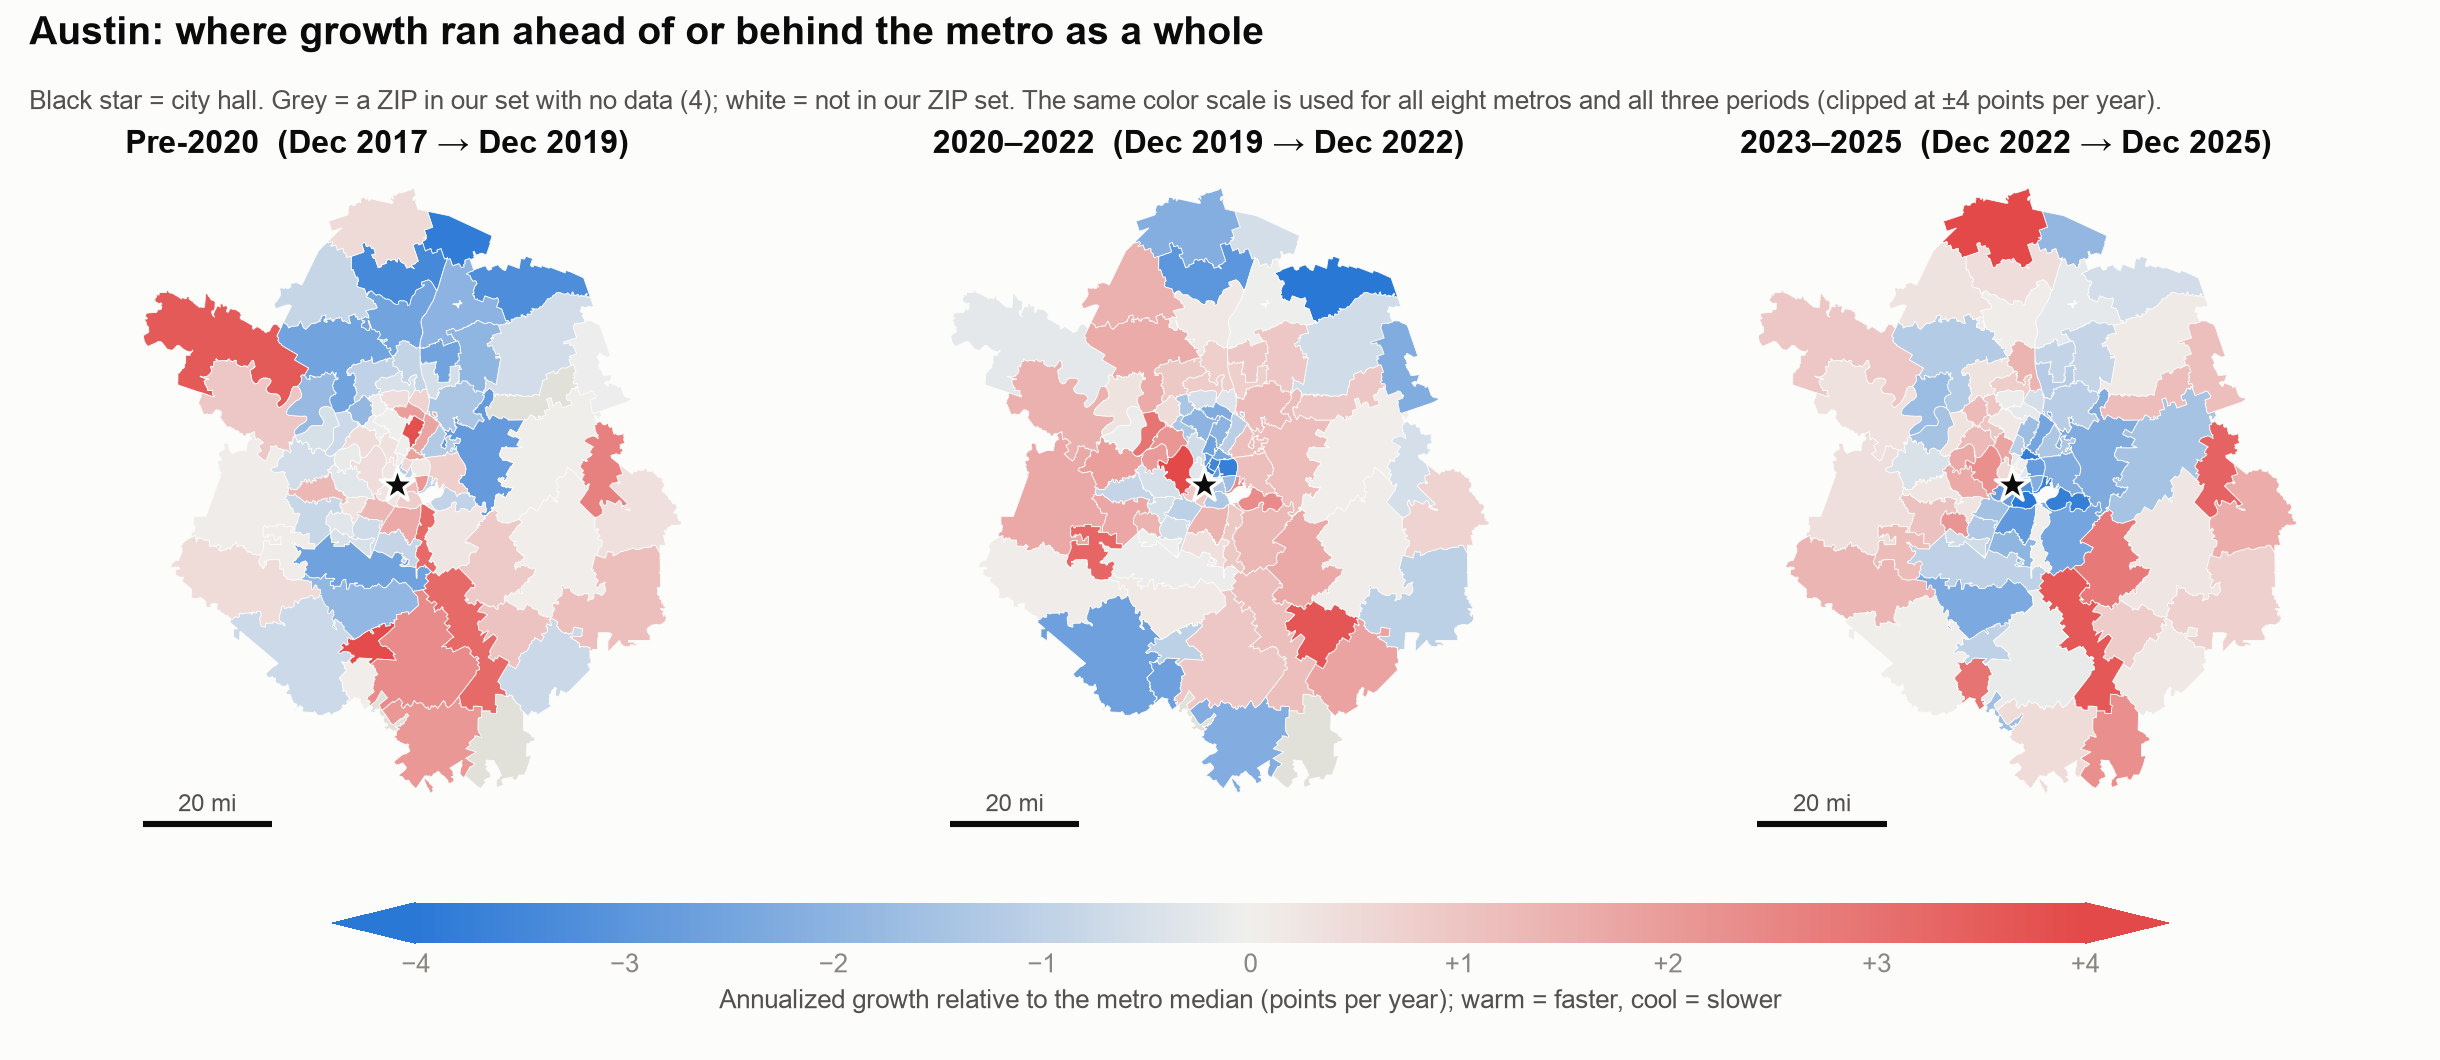 Austin: where growth ran ahead of or behind the metro as a whole
Black star = city hall. Grey = a ZIP in our set with no data (4); white = not in our ZIP set. The same color scale is used for all eight metros and all three periods (clipped at ±4 points per year).
Pre-2020 (Dec 2017 → Dec 2019)
2020–2022 (Dec 2019 → Dec 2022)
2023–2025 (Dec 2022 → Dec 2025)
20 mi
20 mi
20 mi
−4 −3 −2 −1 0 +1 +2 +3 +4
Annualized growth relative to the metro median (points per year); warm = faster, cool = slower